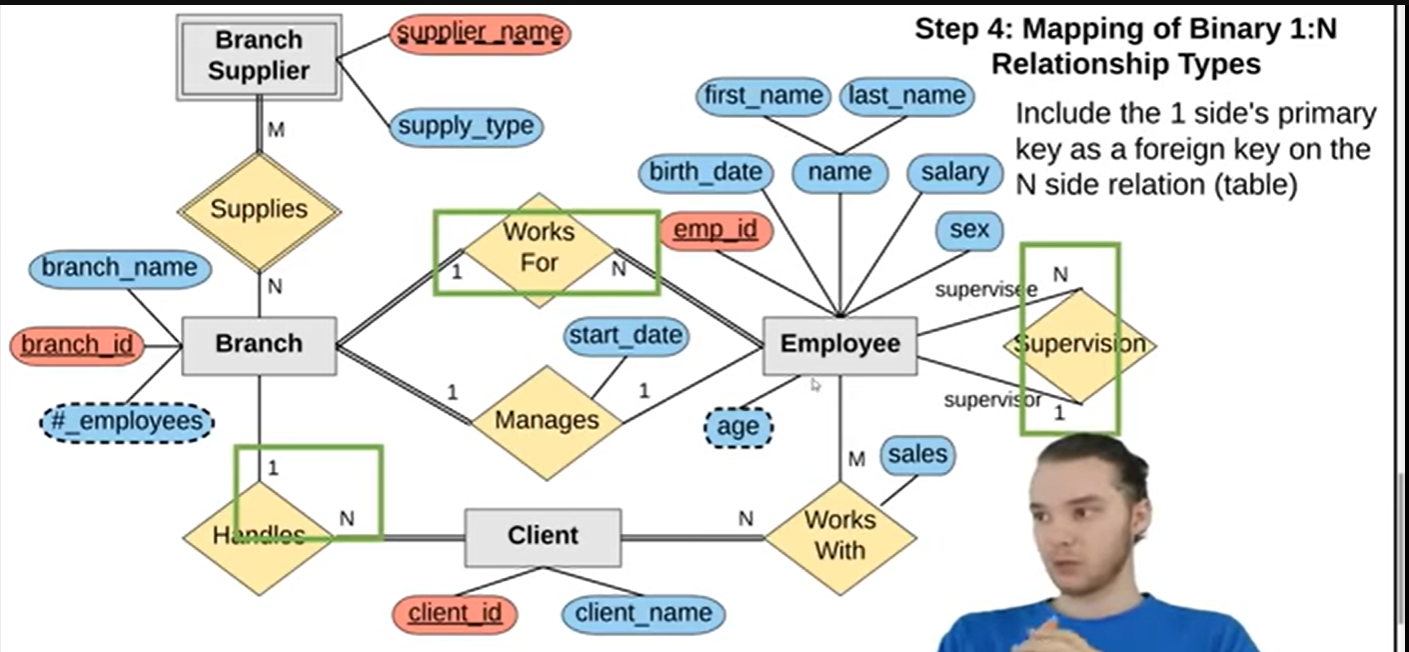 Step 4: Mapping of Binary 1:N
Relationship Types
Include the 1 side's primary
key as a foreign key on the
N side relation (table)
Branch
Supplier
supplier_name
supply_type
M
Supplies
N
branch_name
branch_id
#_employees
Branch
1
Works
For
N
1
Manages
1
start_date
first_name
last_name
birth_date
name
salary
emp_id
sex
Employee
age
supervisee
N
Supervision
supervisor
1
M
sales
Works
With
N
1
Handles
N
Client
client_id
client_name